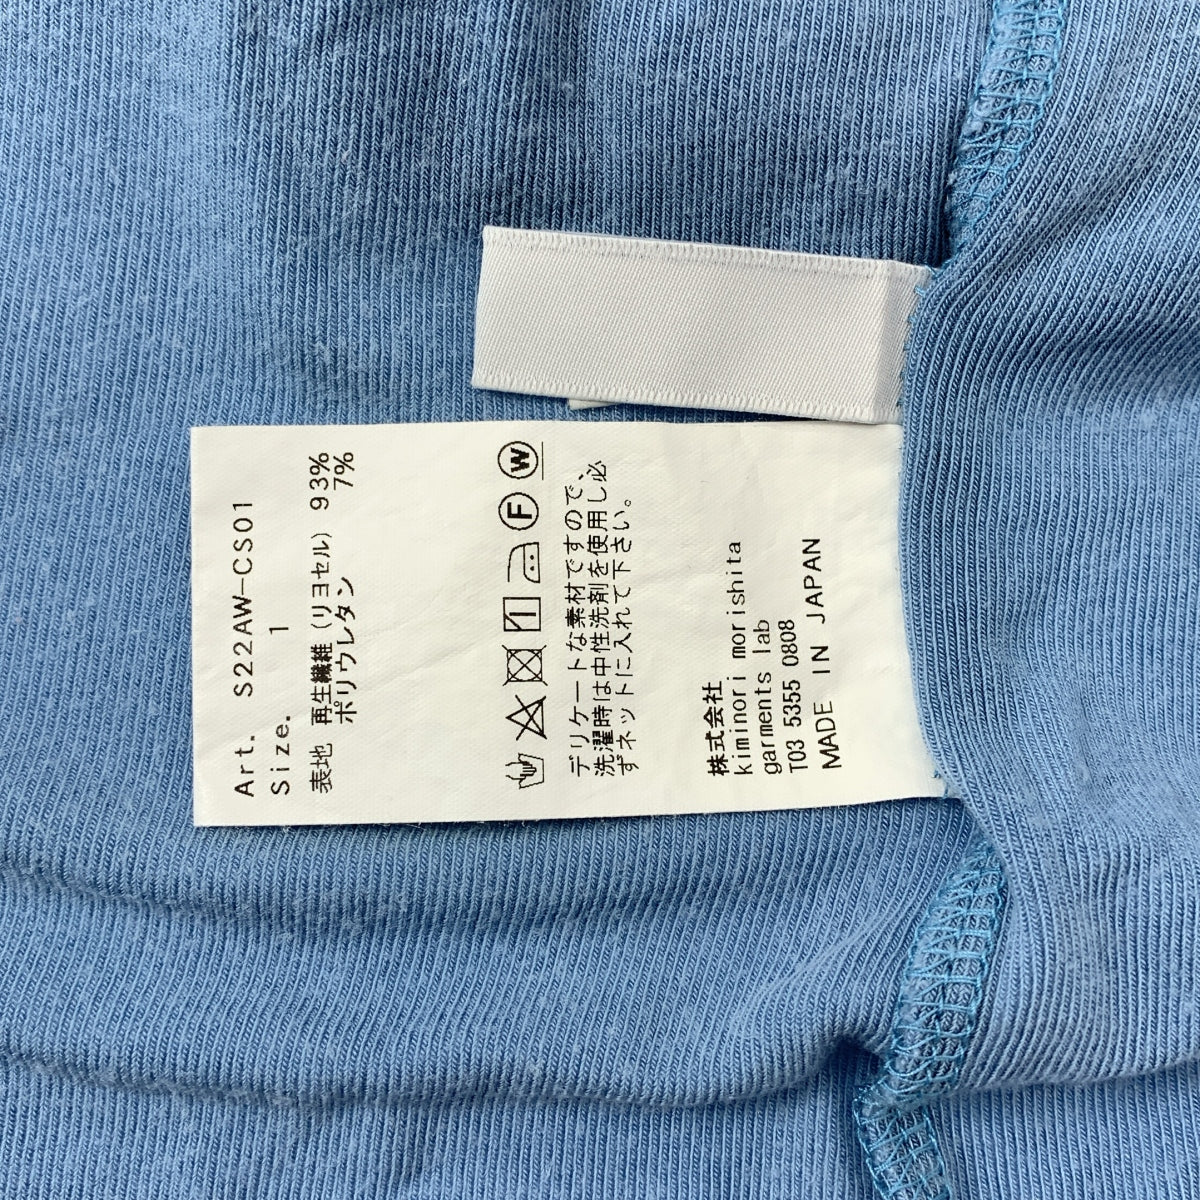 Art. S22AW-CS01
Size. 1
表地 再生繊維(リヨセル) 93%
ポリウレタン 7%
F W
デリケートな素材ですので、
洗濯時は中性洗剤を使用し必
ずネットに入れて下さい。
株式会社
kiminori morishita
garments lab
T03 5355 0808
MADE IN JAPAN